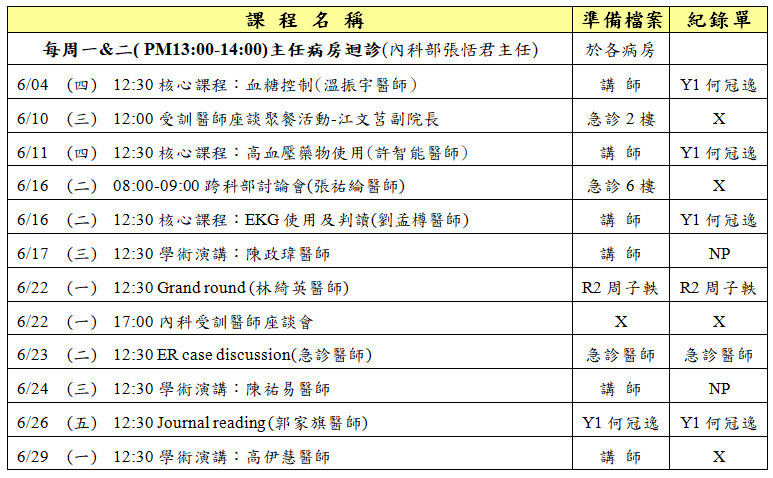 課 程 名 稱 準備檔案 紀錄單
每周一&二( PM13:00-14:00)主任病房迴診(內科部張恬君主任) 於各病房
6/04 (四) 12:30 核心課程：血糖控制(溫振宇醫師) 講 師 Y1 何冠逸
6/10 (三) 12:00 受訓醫師座談聚餐活動-江文莒副院長 急診 2 樓 X
6/11 (四) 12:30 核心課程：高血壓藥物使用(許智能醫師) 講 師 Y1 何冠逸
6/16 (二) 08:00-09:00 跨科部討論會(張祐綸醫師) 急診 6 樓 X
6/16 (二) 12:30 核心課程：EKG 使用及判讀(劉孟樽醫師) 講 師 Y1 何冠逸
6/17 (三) 12:30 學術演講：陳政瑋醫師 講 師 NP
6/22 (一) 12:30 Grand round (林綺英醫師) R2 周子軼 R2 周子軼
6/22 (一) 17:00 內科受訓醫師座談會 X X
6/23 (二) 12:30 ER case discussion(急診醫師) 急診醫師 急診醫師
6/24 (三) 12:30 學術演講：陳祐易醫師 講 師 NP
6/26 (五) 12:30 Journal reading (郭家旗醫師) Y1 何冠逸 Y1 何冠逸
6/29 (一) 12:30 學術演講：高伊慧醫師 講 師 X